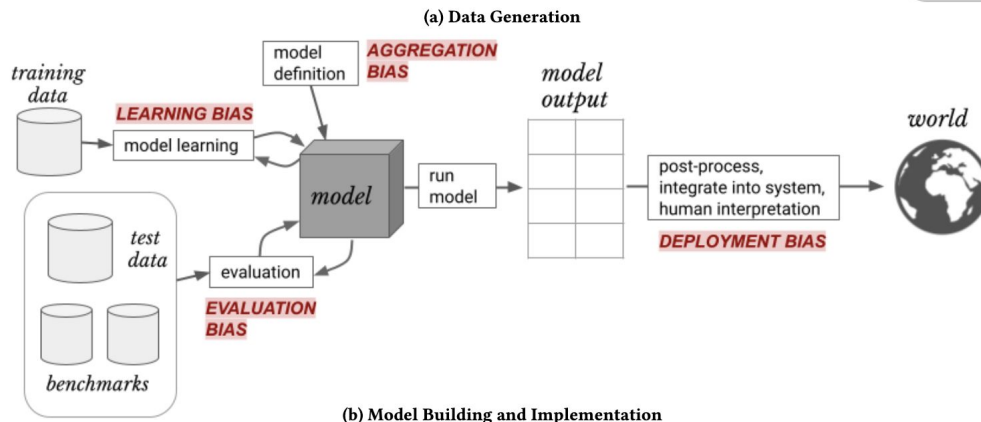 (a) Data Generation
training
data
LEARNING BIAS
model learning
model
definition
AGGREGATION
BIAS
model
run
model
model
output
post-process,
integrate into system,
human interpretation
DEPLOYMENT BIAS
world
test
data
benchmarks
evaluation
EVALUATION
BIAS
(b) Model Building and Implementation